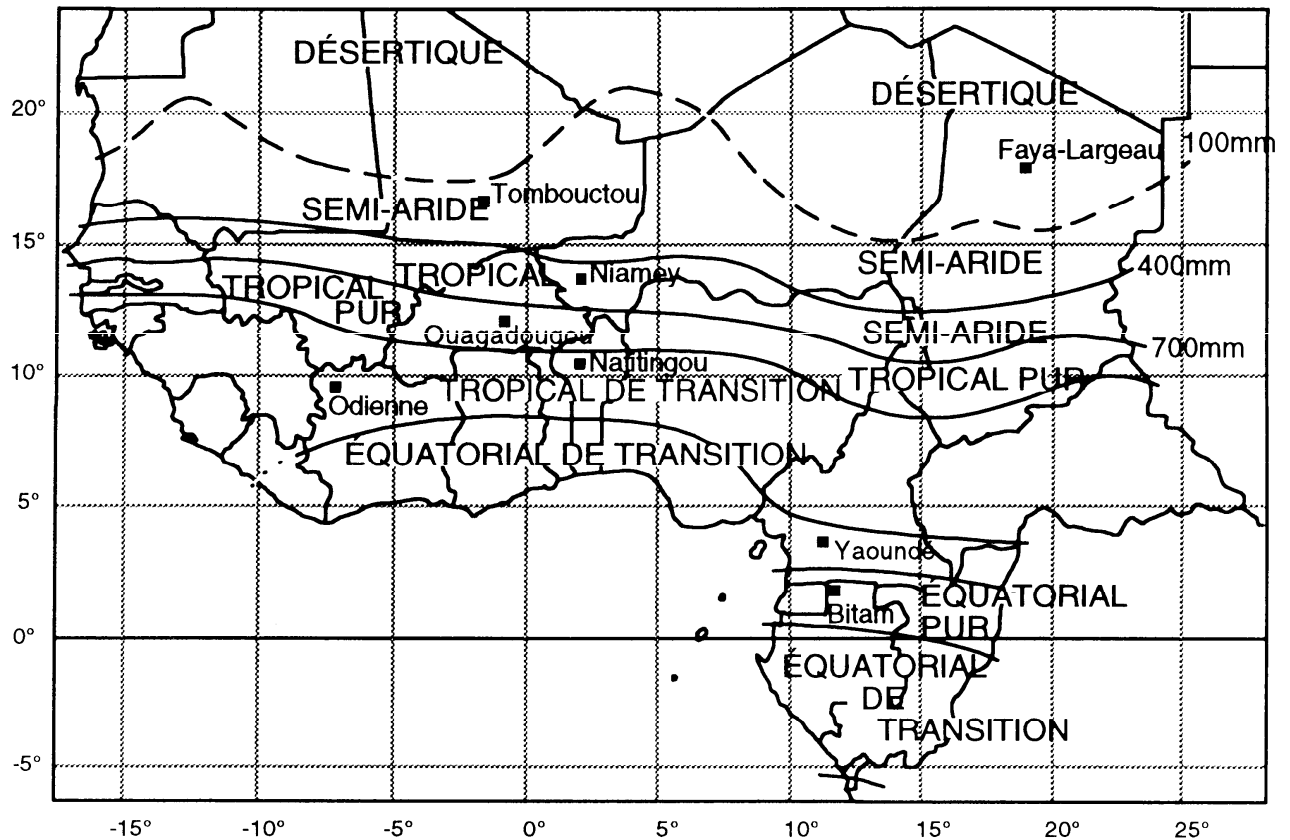 DÉSERTIQUE
DÉSERTIQUE
20°
100mm
Faya-Largeau
Tombouctou
SEMI-ARIDE
15°
SEMI-ARIDE
400mm
TROPICAL
Niamey
TROPICAL
PUR
Ouagadougou
SEMI-ARIDE
700mm
Natitingou
10°
TROPICAL DE TRANSITION
TROPICAL PUR
Odienne
ÉQUATORIAL DE TRANSITION
5°
Yaoundé
ÉQUATORIAL
PUR
Bitam
0°
ÉQUATORIAL
DE
TRANSITION
-5°
-15° -10° -5° 0° 5° 10° 15° 20° 25°